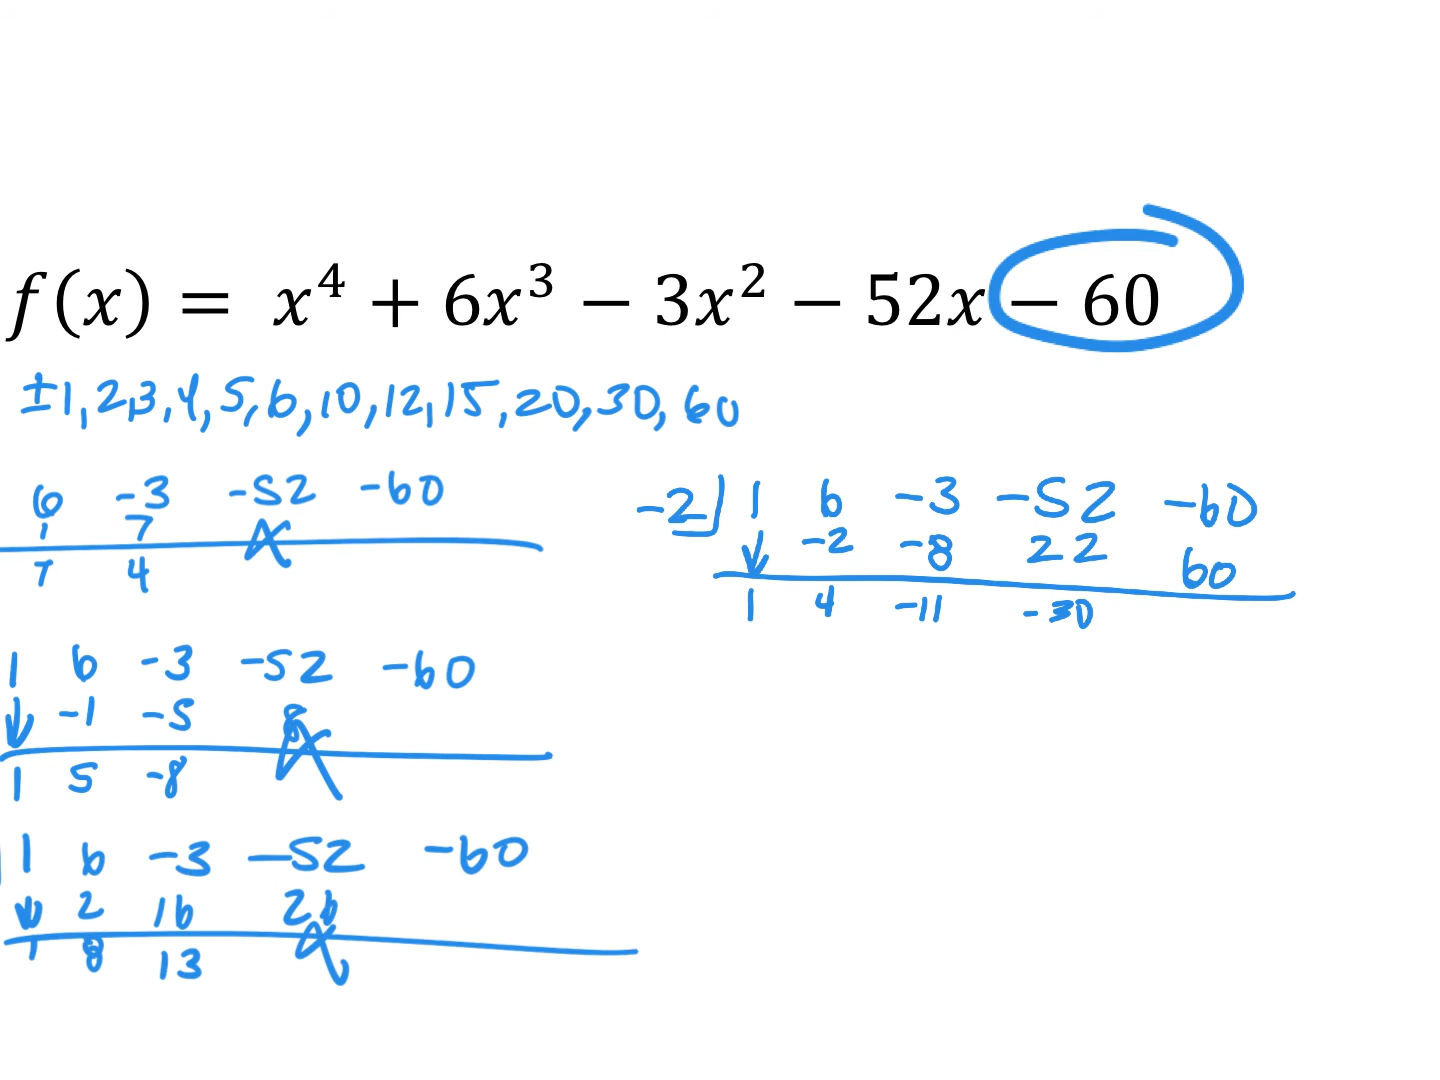 f(x) = x⁴ + 6x³ − 3x² − 52x − 60
±1, 2, 3, 4, 5, 6, 10, 12, 15, 20, 30, 60
6 -3 -52 -60
1 7
7 4
1 6 -3 -52 -60
-1 -5 8
1 5 -8
1 6 -3 -52 -60
2 16 26
1 8 13
-2 1 6 -3 -52 -60
-2 -8 22 60
1 4 -11 -30